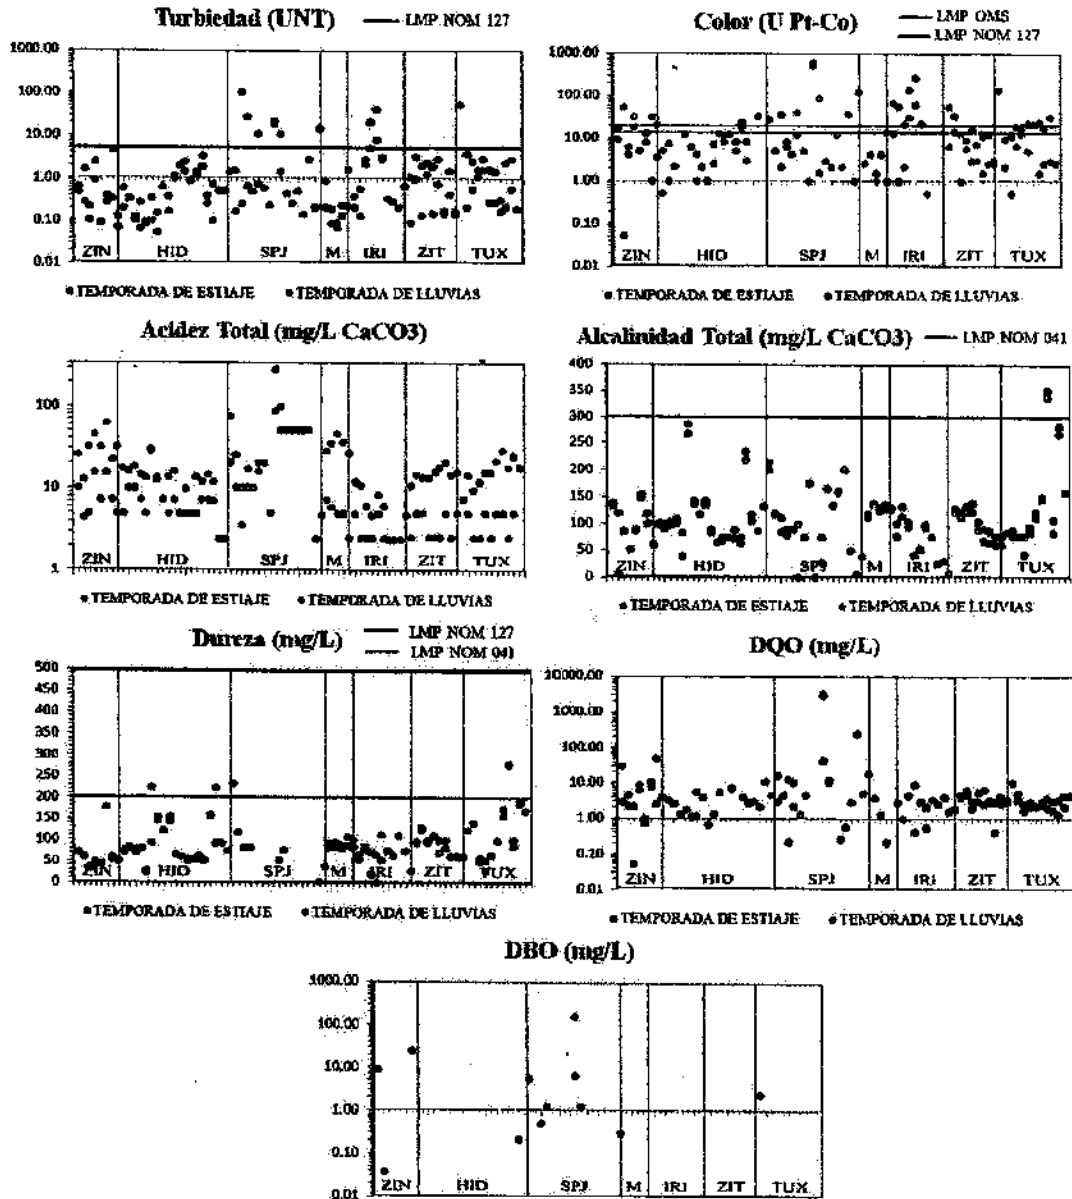 Turbiedad (UNT) LMP NOM 127
1000.00
100.00
10.00
1.00
0.10
0.01
ZIN HID SPJ M IRI ZIT TUX
TEMPORADA DE ESTIAJE TEMPORADA DE LLUVIAS
Color (U Pt-Co) LMP OMS
LMP NOM 127
1000.00
100.00
10.00
1.00
0.10
0.01
ZIN HID SPJ M IRI ZIT TUX
TEMPORADA DE ESTIAJE TEMPORADA DE LLUVIAS
Acidez Total (mg/L CaCO3)
100
10
1
ZIN HID SPJ M IRI ZIT TUX
TEMPORADA DE ESTIAJE TEMPORADA DE LLUVIAS
Alcalinidad Total (mg/L CaCO3) LMP NOM 041
400
350
300
250
200
150
100
50
0
ZIN HID SPJ M IRI ZIT TUX
TEMPORADA DE ESTIAJE TEMPORADA DE LLUVIAS
Dureza (mg/L) LMP NOM 127
LMP NOM 041
500
450
400
350
300
250
200
150
100
50
0
ZIN HID SPJ M IRI ZIT TUX
TEMPORADA DE ESTIAJE TEMPORADA DE LLUVIAS
DQO (mg/L)
10000.00
1000.00
100.00
10.00
1.00
0.10
0.01
ZIN HID SPJ M IRI ZIT TUX
TEMPORADA DE ESTIAJE TEMPORADA DE LLUVIAS
DBO (mg/L)
1000.00
100.00
10.00
1.00
0.10
0.01
ZIN HID SPJ M IRI ZIT TUX